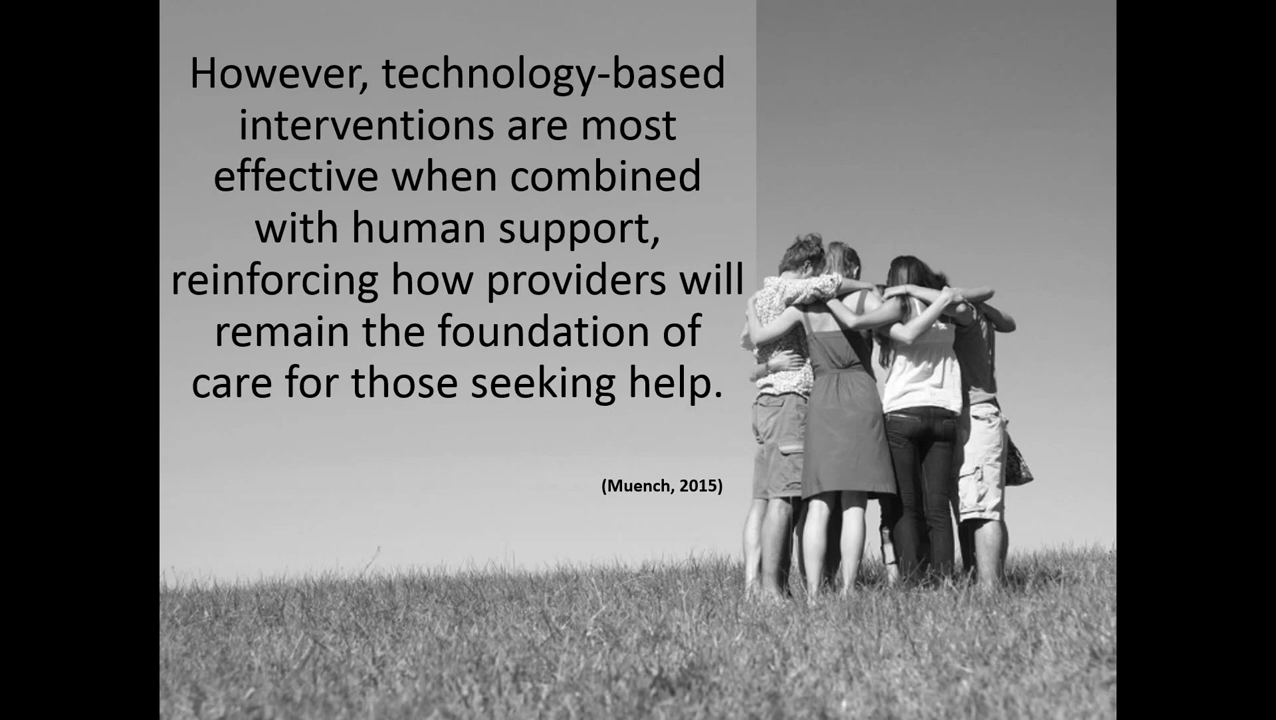 However, technology-based
interventions are most
effective when combined
with human support,
reinforcing how providers will
remain the foundation of
care for those seeking help.
(Muench, 2015)